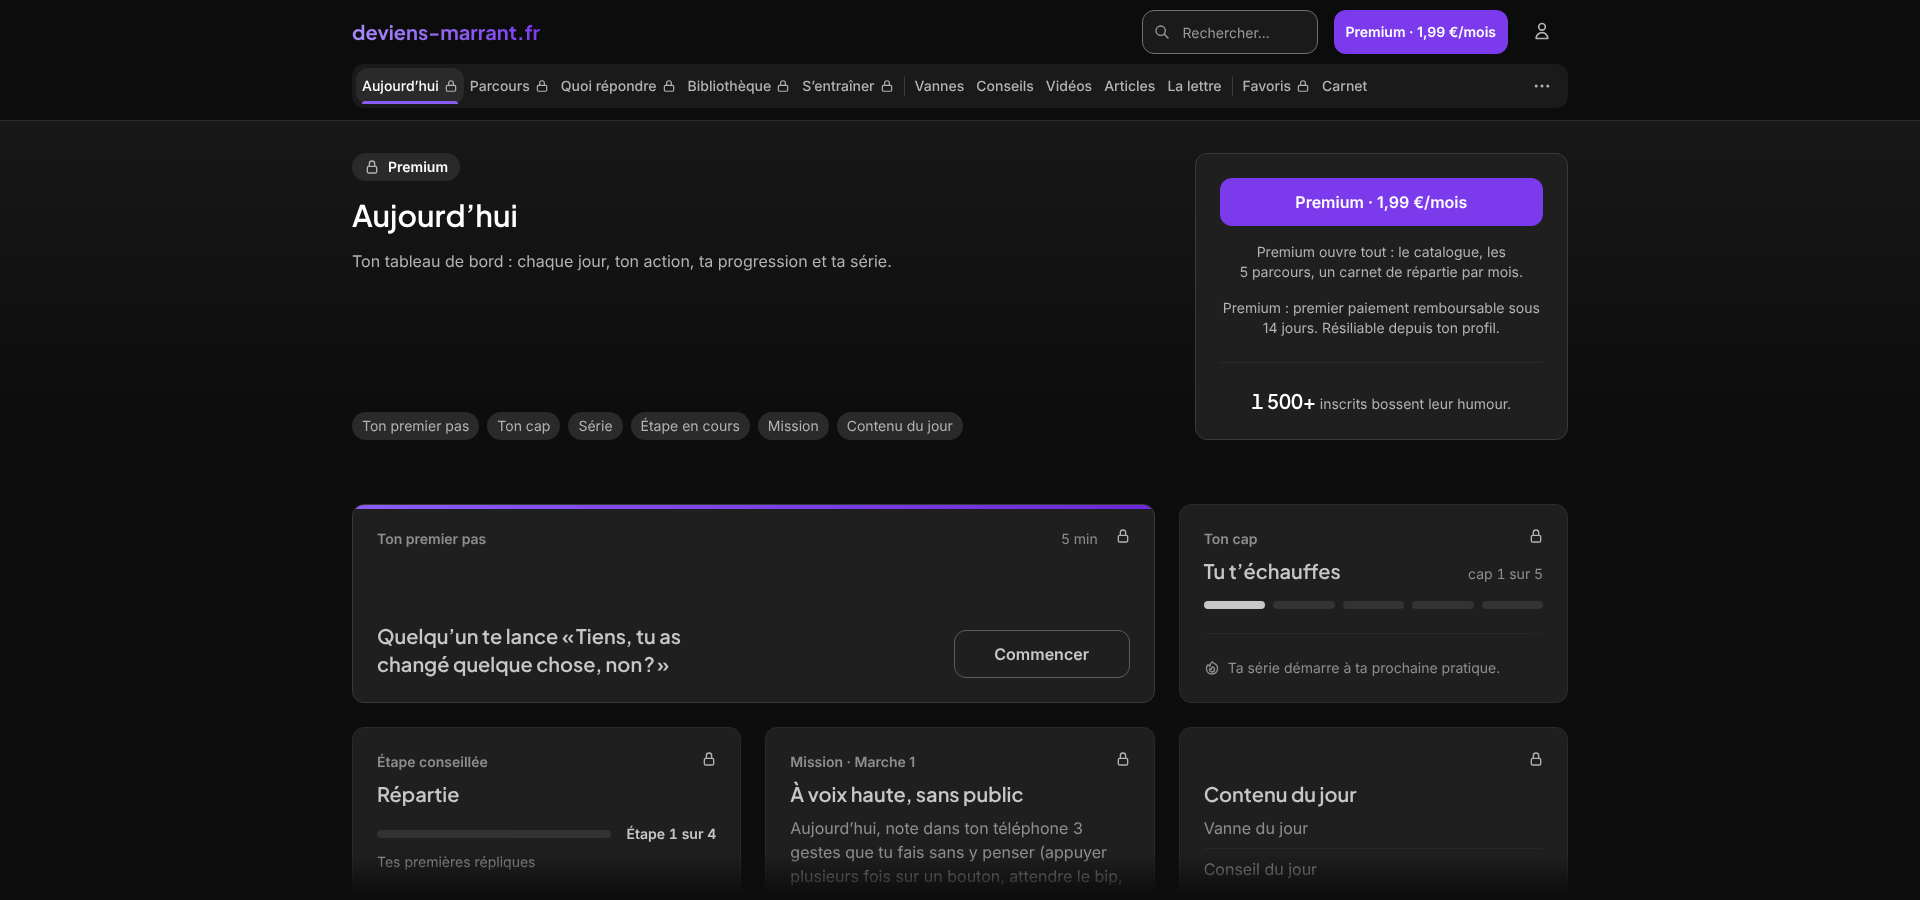 deviens-marrant.fr
Rechercher...
Premium · 1,99 €/mois
Aujourd’hui
Parcours
Quoi répondre
Bibliothèque
S’entraîner
Vannes
Conseils
Vidéos
Articles
La lettre
Favoris
Carnet
Premium
Aujourd’hui
Ton tableau de bord : chaque jour, ton action, ta progression et ta série.
Ton premier pas
Ton cap
Série
Étape en cours
Mission
Contenu du jour
Premium · 1,99 €/mois
Premium ouvre tout : le catalogue, les
5 parcours, un carnet de répartie par mois.
Premium : premier paiement remboursable sous
14 jours. Résiliable depuis ton profil.
1 500+ inscrits bossent leur humour.
Ton premier pas
5 min
Quelqu’un te lance « Tiens, tu as
changé quelque chose, non ? »
Commencer
Ton cap
Tu t’échauffes
cap 1 sur 5
Ta série démarre à ta prochaine pratique.
Étape conseillée
Répartie
Étape 1 sur 4
Tes premières répliques
Mission · Marche 1
À voix haute, sans public
Aujourd’hui, note dans ton téléphone 3
gestes que tu fais sans y penser (appuyer
plusieurs fois sur un bouton, attendre le bip,
Contenu du jour
Vanne du jour
Conseil du jour